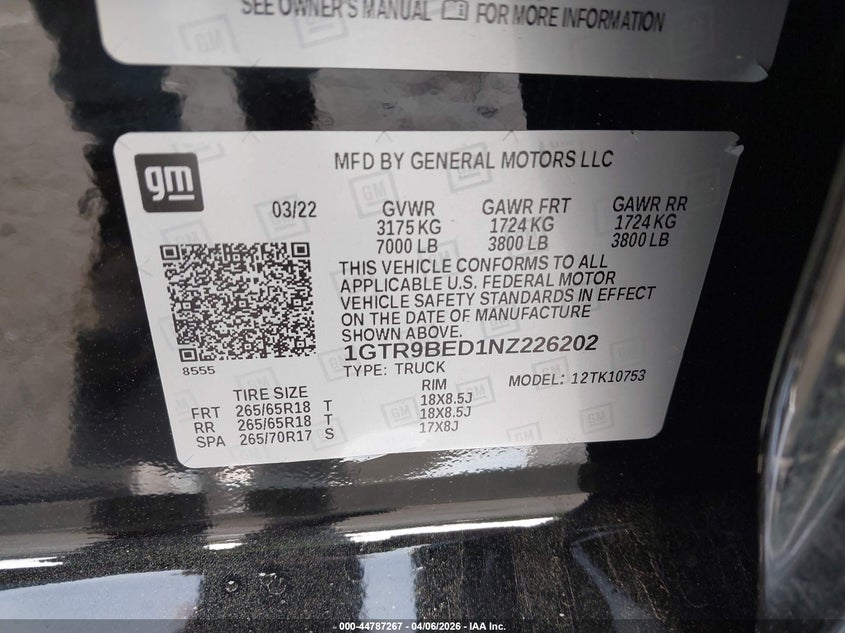 SEE OWNER'S MANUAL FOR MORE INFORMATION
gm
MFD BY GENERAL MOTORS LLC
03/22 GVWR GAWR FRT GAWR RR
3175 KG 1724 KG 1724 KG
7000 LB 3800 LB 3800 LB
THIS VEHICLE CONFORMS TO ALL
APPLICABLE U.S. FEDERAL MOTOR
VEHICLE SAFETY STANDARDS IN EFFECT
ON THE DATE OF MANUFACTURE
SHOWN ABOVE.
8555
1GTR9BED1NZ226202
TYPE: TRUCK MODEL: 12TK10753
TIRE SIZE RIM
FRT 265/65R18 T 18X8.5J
RR 265/65R18 T 18X8.5J
SPA 265/70R17 S 17X8J
000-44787267 - 04/06/2026 - IAA Inc.